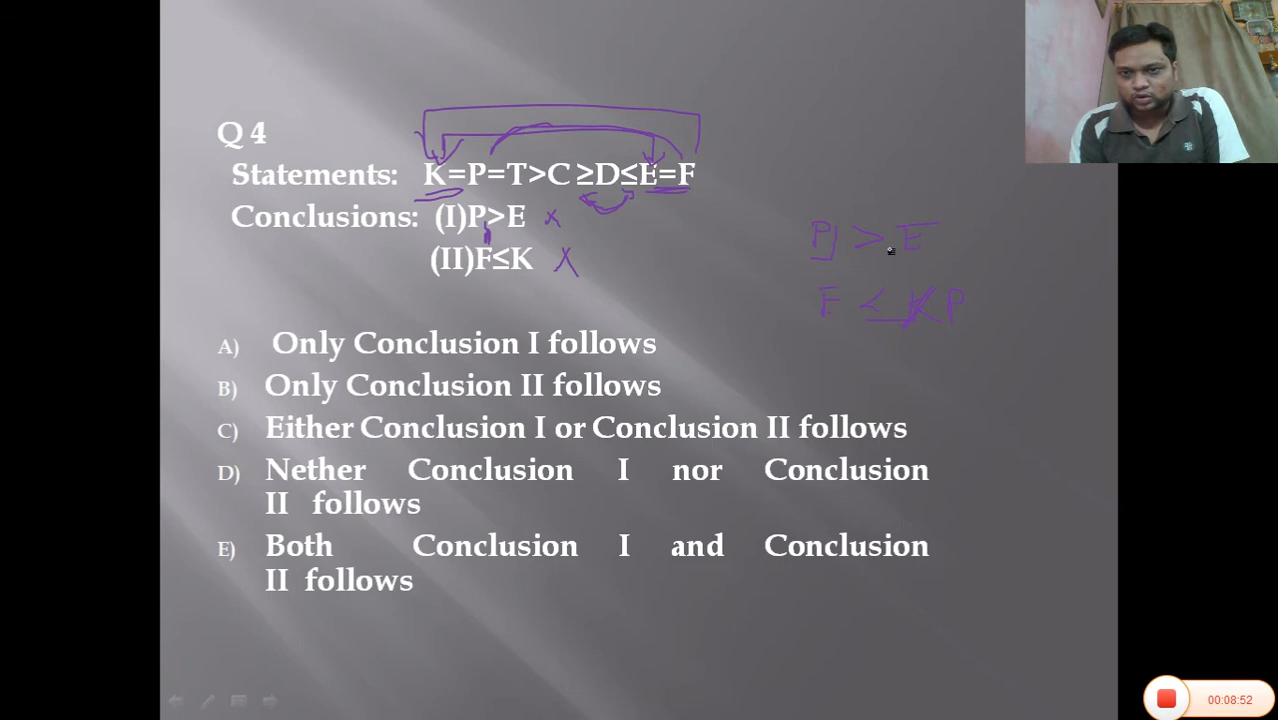 Q 4
Statements: K=P=T>C ≥D≤E=F
Conclusions: (I)P>E x
(II)F≤K X
P > E
F ≤ K P
A) Only Conclusion I follows
B) Only Conclusion II follows
C) Either Conclusion I or Conclusion II follows
D) Nether Conclusion I nor Conclusion
II follows
E) Both Conclusion I and Conclusion
II follows
00:08:52